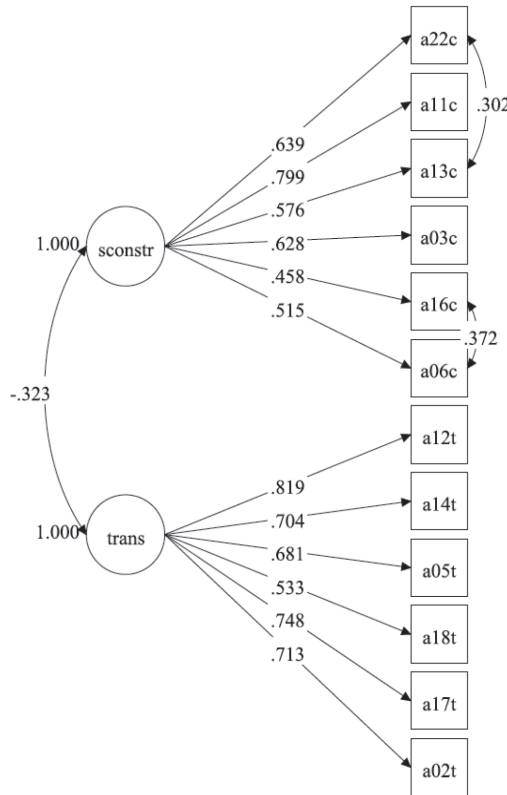 a22c
a11c
.302
.639
.799
a13c
.576
1.000
sconstr
.628
a03c
.458
a16c
.515
.372
a06c
-.323
a12t
.819
a14t
.704
1.000
trans
.681
a05t
.533
.748
a18t
.713
a17t
a02t